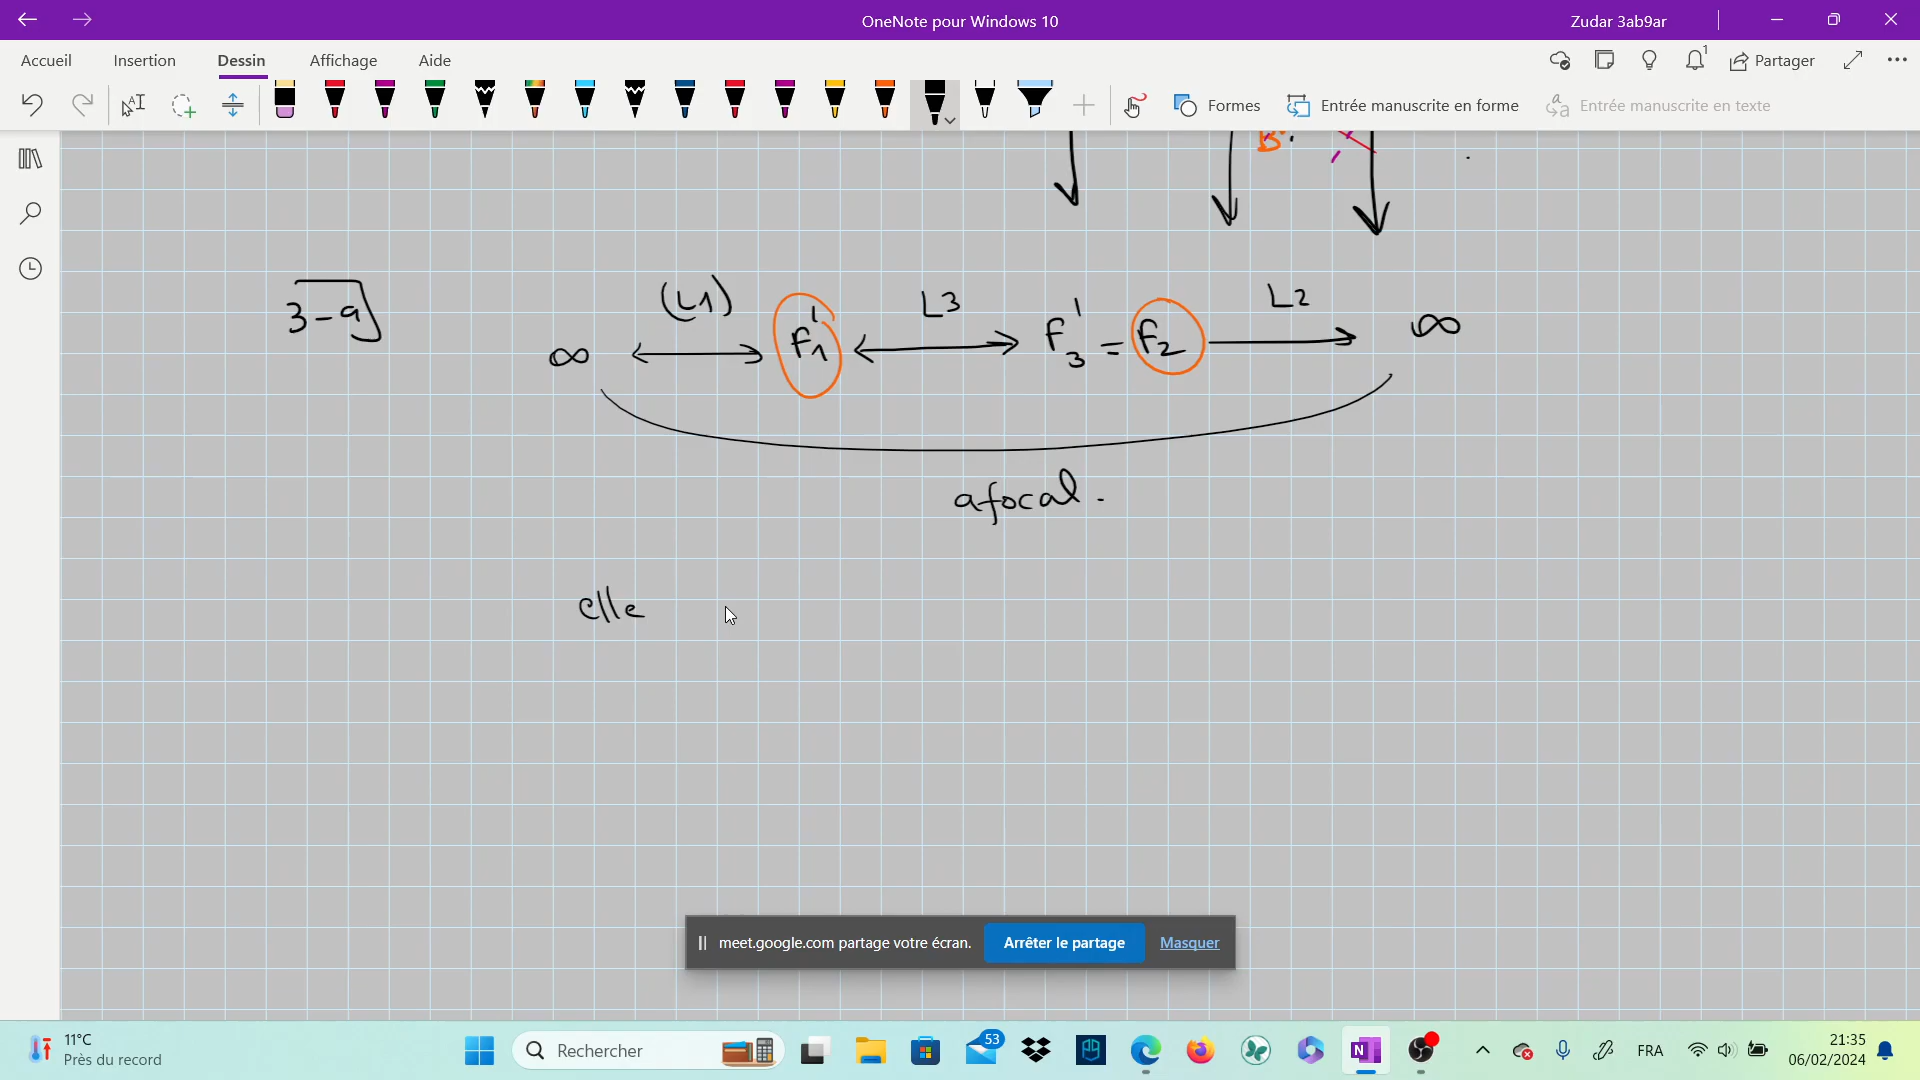 OneNote pour Windows 10
Zudar 3ab9ar
Accueil Insertion Dessin Affichage Aide
1
Partager
Formes Entrée manuscrite en forme Entrée manuscrite en texte
B'
3-a
(L1) L3 L2
∞ F'1 F'3 = F2 ∞
afocal.
elle
meet.google.com partage votre écran. Arrêter le partage Masquer
11°C
Près du record
Rechercher
53
FRA
21:35
06/02/2024